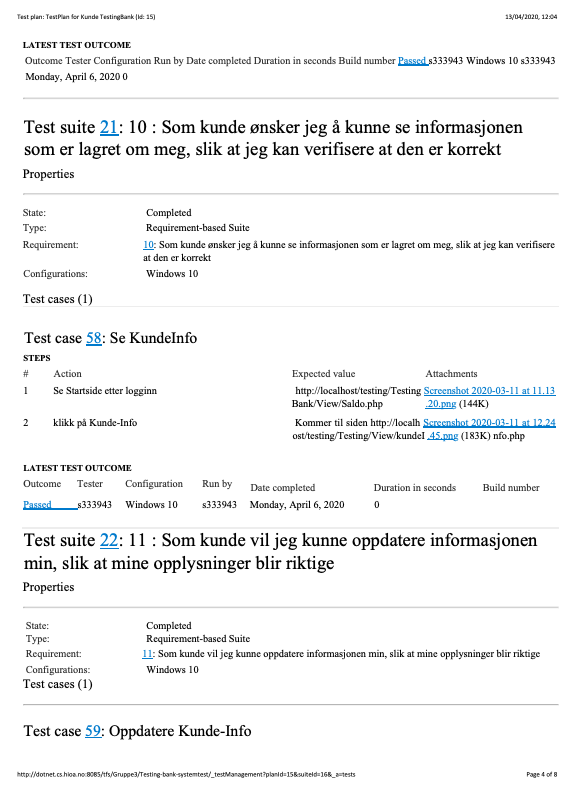 Test plan: TestPlan for Kunde TestingBank (Id: 15) 13/04/2020, 12:04
LATEST TEST OUTCOME
Outcome Tester Configuration Run by Date completed Duration in seconds Build number Passed s333943 Windows 10 s333943
Monday, April 6, 2020 0
Test suite 21: 10 : Som kunde ønsker jeg å kunne se informasjonen
som er lagret om meg, slik at jeg kan verifisere at den er korrekt
Properties
State: Completed
Type: Requirement-based Suite
Requirement: 10: Som kunde ønsker jeg å kunne se informasjonen som er lagret om meg, slik at jeg kan verifisere
at den er korrekt
Configurations: Windows 10
Test cases (1)
Test case 58: Se KundeInfo
STEPS
# Action Expected value Attachments
1 Se Startside etter logginn http://localhost/testing/Testing Screenshot 2020-03-11 at 11.13
Bank/View/Saldo.php .20.png (144K)
2 klikk på Kunde-Info Kommer til siden http://localh Screenshot 2020-03-11 at 12.24
ost/testing/Testing/View/kundeI .45.png (183K) nfo.php
LATEST TEST OUTCOME
Outcome Tester Configuration Run by Date completed Duration in seconds Build number
Passed s333943 Windows 10 s333943 Monday, April 6, 2020 0
Test suite 22: 11 : Som kunde vil jeg kunne oppdatere informasjonen
min, slik at mine opplysninger blir riktige
Properties
State: Completed
Type: Requirement-based Suite
Requirement: 11: Som kunde vil jeg kunne oppdatere informasjonen min, slik at mine opplysninger blir riktige
Configurations: Windows 10
Test cases (1)
Test case 59: Oppdatere Kunde-Info
http://dotnet.cs.hioa.no:8085/tfs/Gruppe3/Testing-bank-systemtest/_testManagement?planId=15&suiteId=16&_a=tests Page 4 of 8